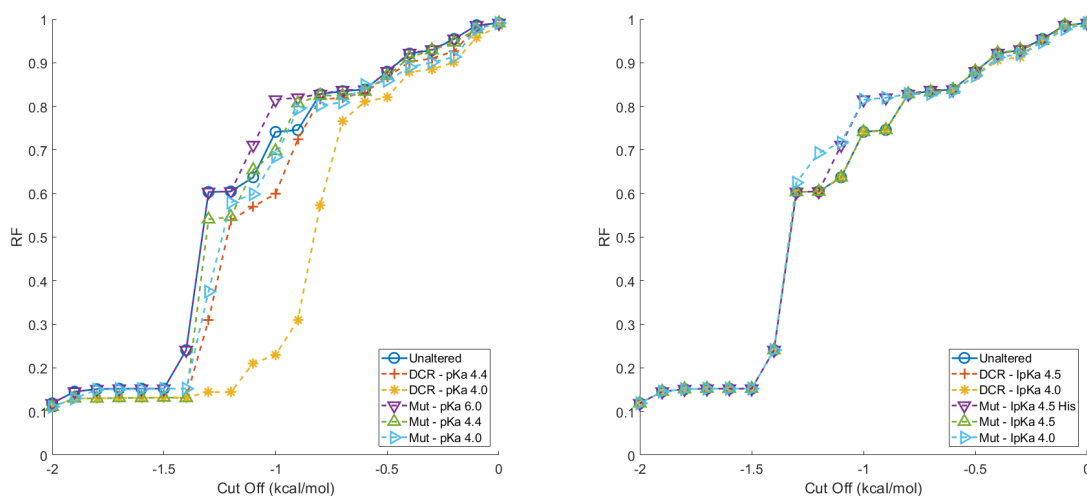 1
0.9
0.8
0.7
0.6
0.5
0.4
0.3
0.2
0.1
0
RF
-2
-1.5
-1
-0.5
0
Cut Off (kcal/mol)
Unaltered
DCR - pKa 4.4
DCR - pKa 4.0
Mut - pKa 6.0
Mut - pKa 4.4
Mut - pKa 4.0
1
0.9
0.8
0.7
0.6
0.5
0.4
0.3
0.2
0.1
0
RF
-2
-1.5
-1
-0.5
0
Cut Off (kcal/mol)
Unaltered
DCR - IpKa 4.5
DCR - IpKa 4.0
Mut - IpKa 4.5 His
Mut - IpKa 4.5
Mut - IpKa 4.0